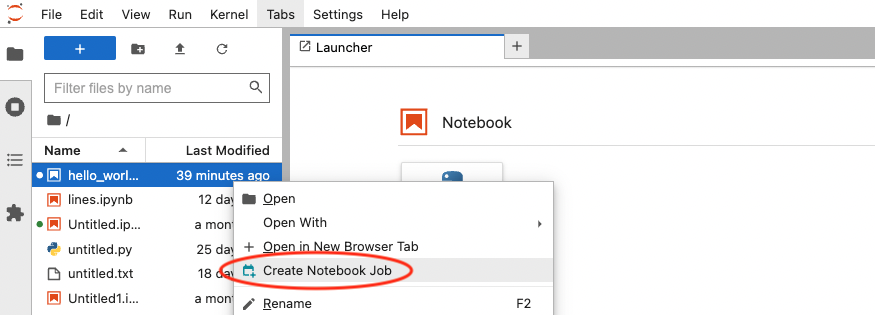 File Edit View Run Kernel Tabs Settings Help
+
Launcher
+
Filter files by name
/
Name Last Modified
hello_worl... 39 minutes ago
lines.ipynb 12 day
Untitled.ip... a mont
untitled.py 25 day
untitled.txt 18 day
Untitled1.i... a mont
Notebook
Open
Open With
Open in New Browser Tab
Create Notebook Job
Rename F2